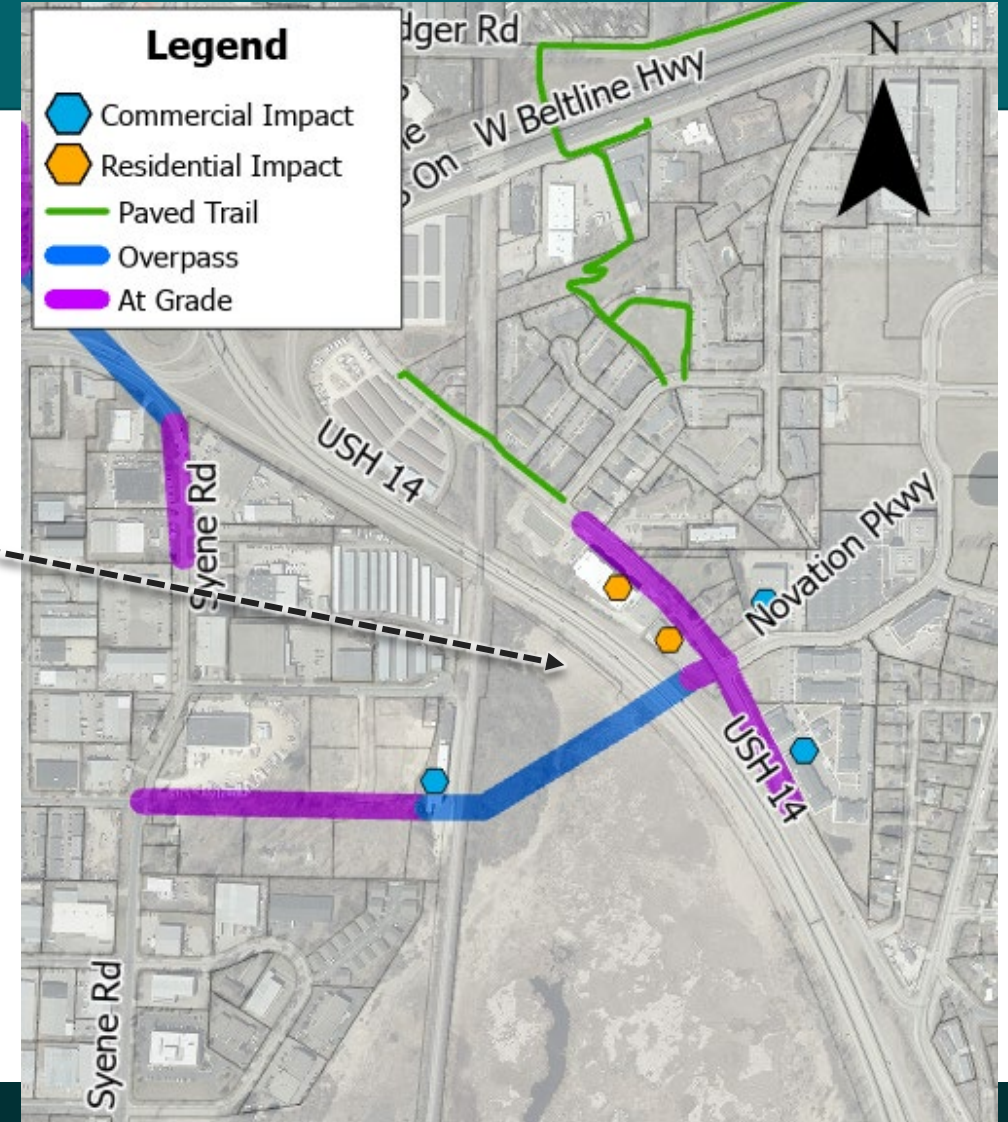 Legend
Commercial Impact
Residential Impact
Paved Trail
Overpass
At Grade
dger Rd
W Beltline Hwy
On
N
USH 14
Syene Rd
Novation Pkwy
USH 14
Syene Rd